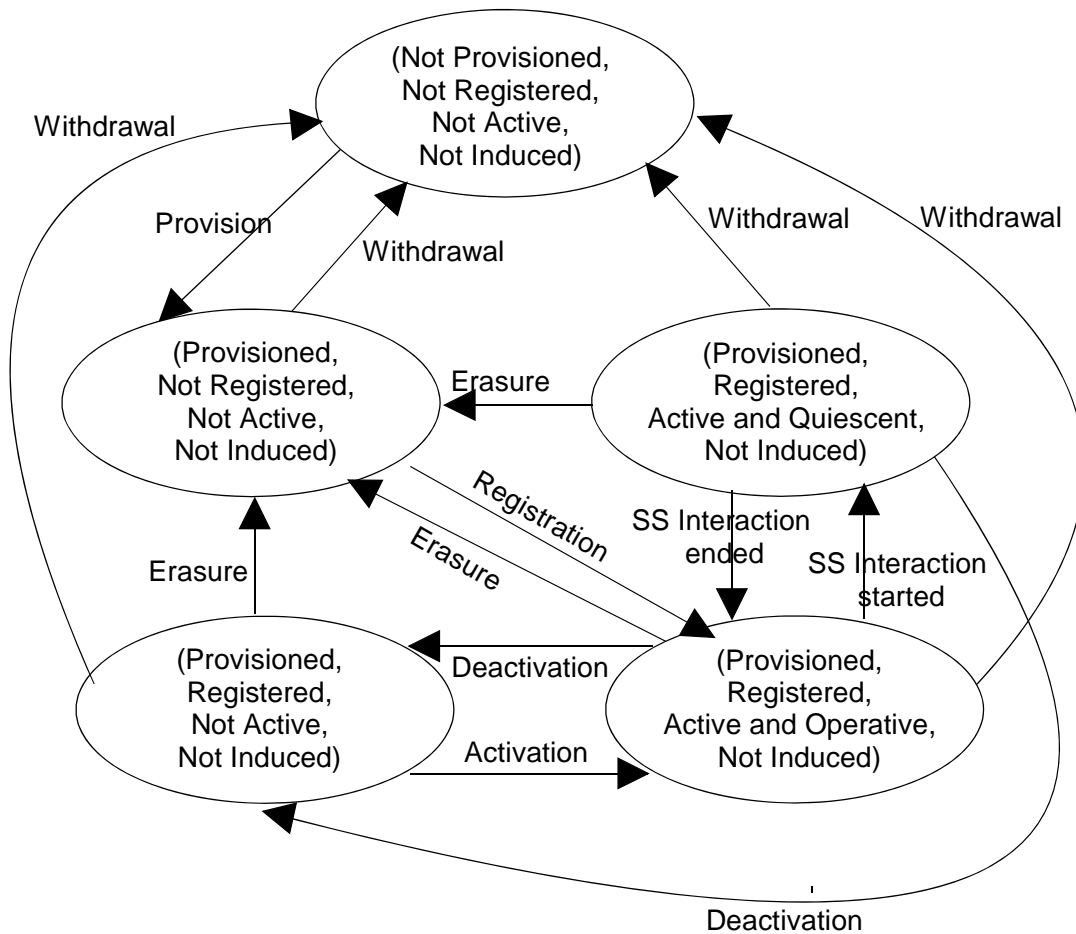 (Not Provisioned,
Not Registered,
Not Active,
Not Induced)
Withdrawal
Provision
Withdrawal
Withdrawal
Withdrawal
(Provisioned,
Not Registered,
Not Active,
Not Induced)
Erasure
(Provisioned,
Registered,
Active and Quiescent,
Not Induced)
Registration
Erasure
SS Interaction
ended
SS Interaction
started
Erasure
(Provisioned,
Registered,
Not Active,
Not Induced)
Deactivation
Activation
(Provisioned,
Registered,
Active and Operative,
Not Induced)
Deactivation